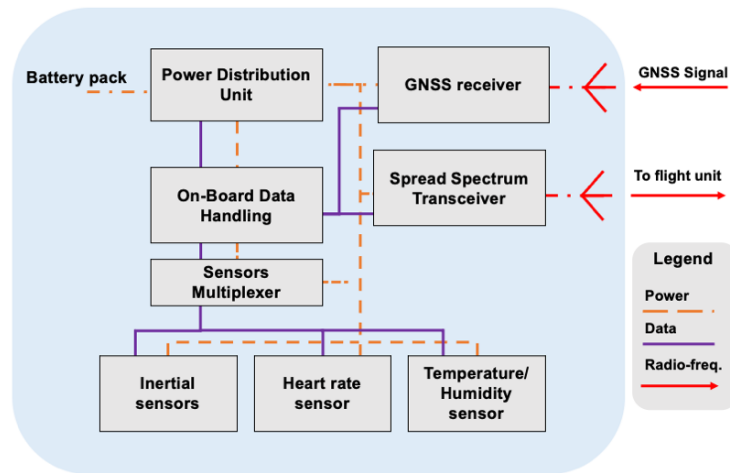 Battery pack
Power Distribution
Unit
GNSS receiver
GNSS Signal
On-Board Data
Handling
Spread Spectrum
Transceiver
To flight unit
Sensors
Multiplexer
Inertial
sensors
Heart rate
sensor
Temperature/
Humidity
sensor
Legend
Power
Data
Radio-freq.